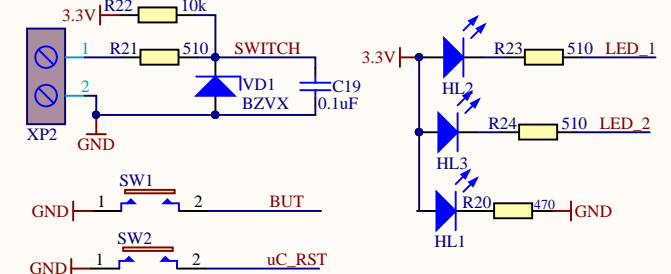 R22 10k
3.3V
1 R21 510 SWITCH
2
VD1
BZVX
C19
0.1uF
XP2
GND
3.3V
R23 510 LED_1
HL2
R24 510 LED_2
HL3
R20 470 GND
HL1
SW1
GND 1 2 BUT
SW2
GND 1 2 uC_RST